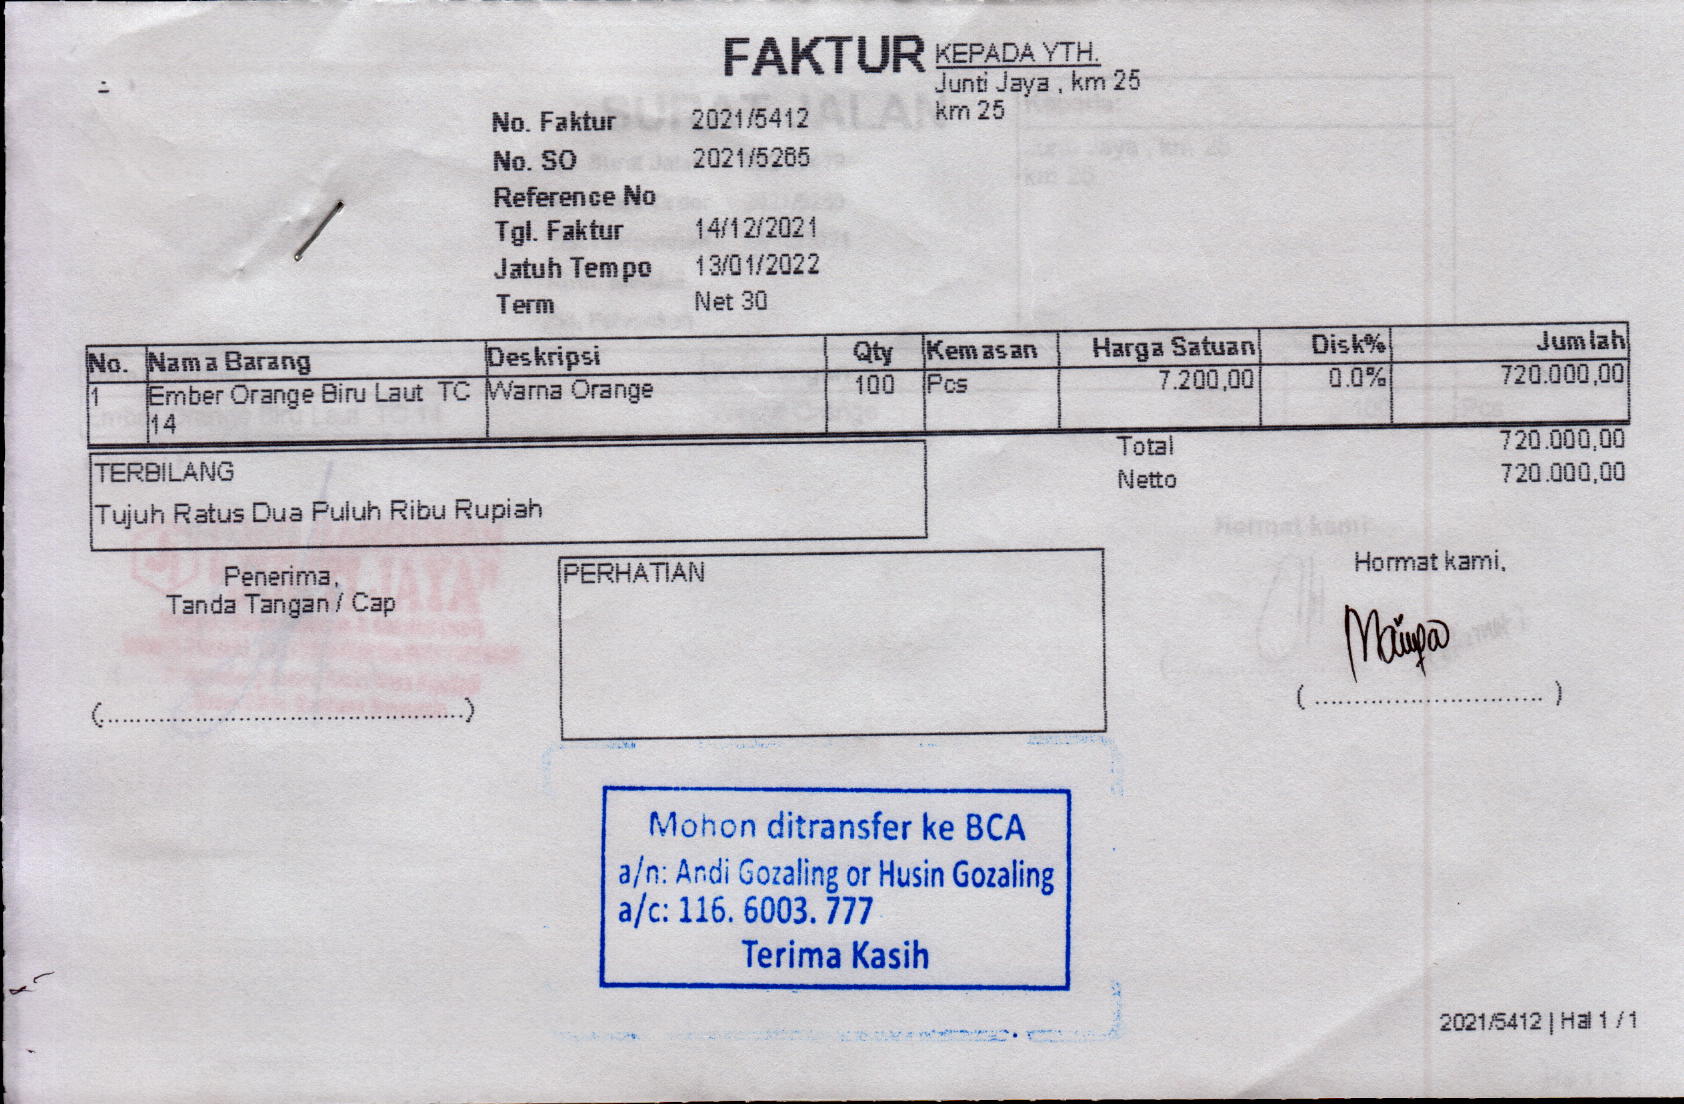 FAKTUR
KEPADA YTH.
Junti Jaya , km 25
km 25
No. Faktur 2021/5412
No. SO 2021/5265
Reference No
Tgl. Faktur 14/12/2021
Jatuh Tempo 13/01/2022
Term Net 30
No. Nama Barang Deskripsi Qty Kemasan Harga Satuan Disk% Jumlah
1 Ember Orange Biru Laut TC Warna Orange 100 Pcs 7.200,00 0.0% 720.000,00
14
Total 720.000,00
Netto 720.000,00
TERBILANG
Tujuh Ratus Dua Puluh Ribu Rupiah
Penerima,
Tanda Tangan / Cap
(................................................)
PERHATIAN
Hormat kami,
( .............................. )
Mohon ditransfer ke BCA
a/n: Andi Gozaling or Husin Gozaling
a/c: 116. 6003. 777
Terima Kasih
2021/5412 | Hal 1 / 1